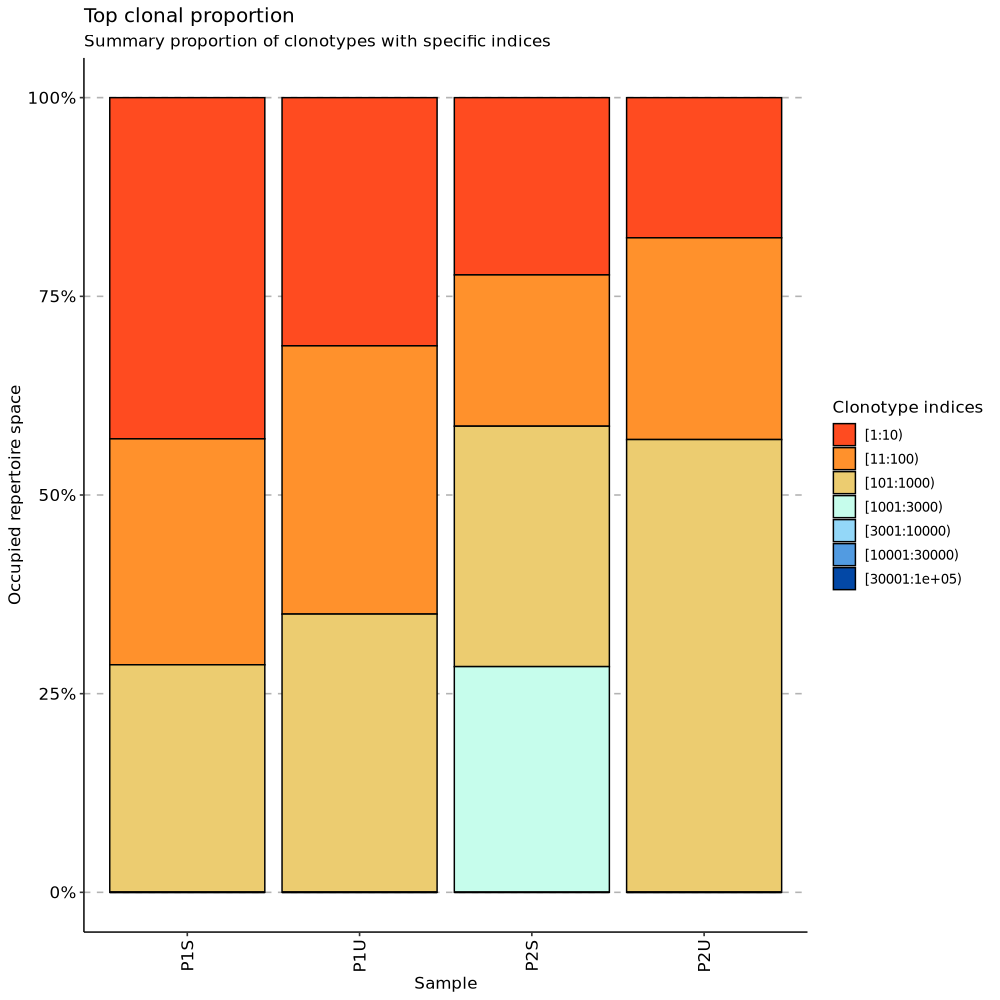 Top clonal proportion
Summary proportion of clonotypes with specific indices
100%
75%
50%
25%
0%
Occupied repertoire space
P1S
P1U
P2S
P2U
Sample
Clonotype indices
[1:10)
[11:100)
[101:1000)
[1001:3000)
[3001:10000)
[10001:30000)
[30001:1e+05)